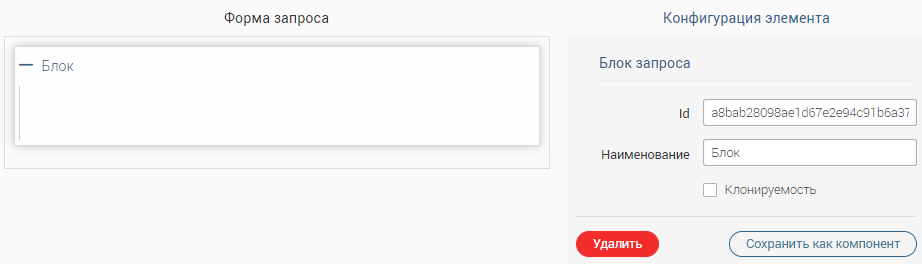 Форма запроса
Блок
Конфигурация элемента
Блок запроса
Id a8bab28098ae1d67e2e94c91b6a37
Наименование Блок
Клонируемость
Удалить Сохранить как компонент